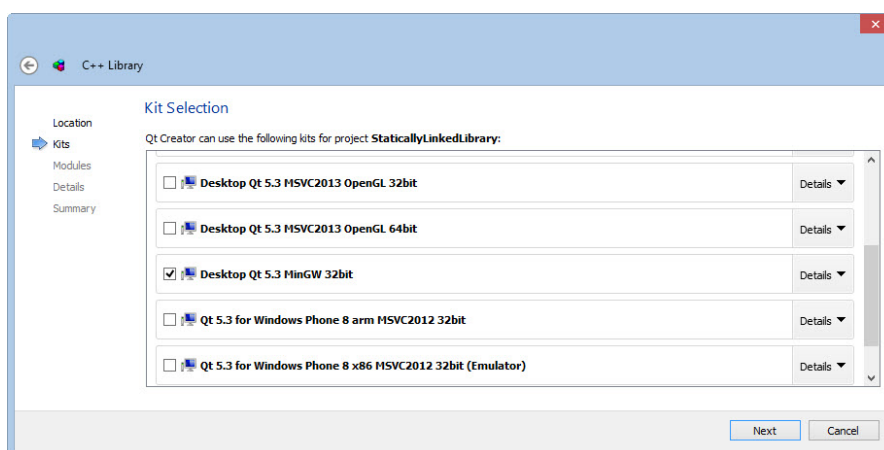 C++ Library
Location
Kits
Modules
Details
Summary
Kit Selection
Qt Creator can use the following kits for project StaticallyLinkedLibrary:
Desktop Qt 5.3 MSVC2013 OpenGL 32bit Details
Desktop Qt 5.3 MSVC2013 OpenGL 64bit Details
Desktop Qt 5.3 MinGW 32bit Details
Qt 5.3 for Windows Phone 8 arm MSVC2012 32bit Details
Qt 5.3 for Windows Phone 8 x86 MSVC2012 32bit (Emulator) Details
Next Cancel